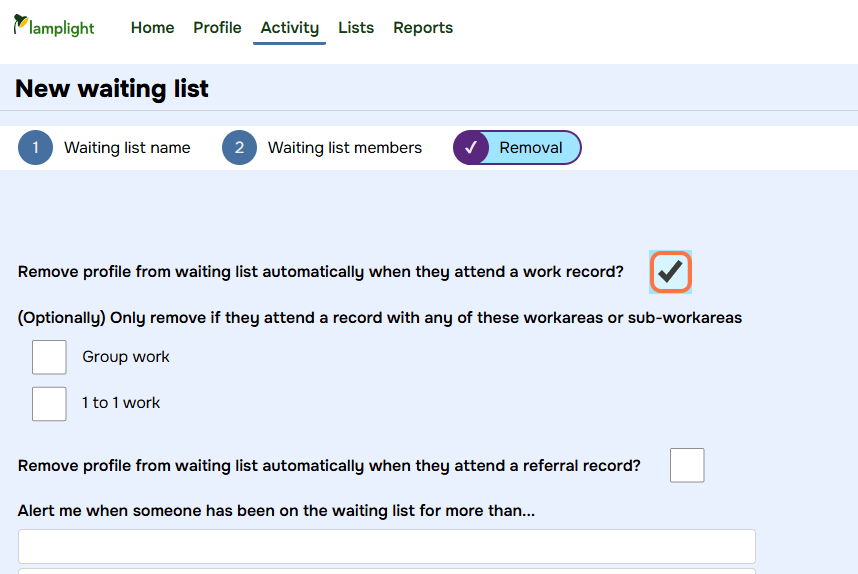 lamplight Home Profile Activity Lists Reports
New waiting list
1 Waiting list name 2 Waiting list members ✓ Removal
Remove profile from waiting list automatically when they attend a work record?
(Optionally) Only remove if they attend a record with any of these workareas or sub-workareas
Group work
1 to 1 work
Remove profile from waiting list automatically when they attend a referral record?
Alert me when someone has been on the waiting list for more than...